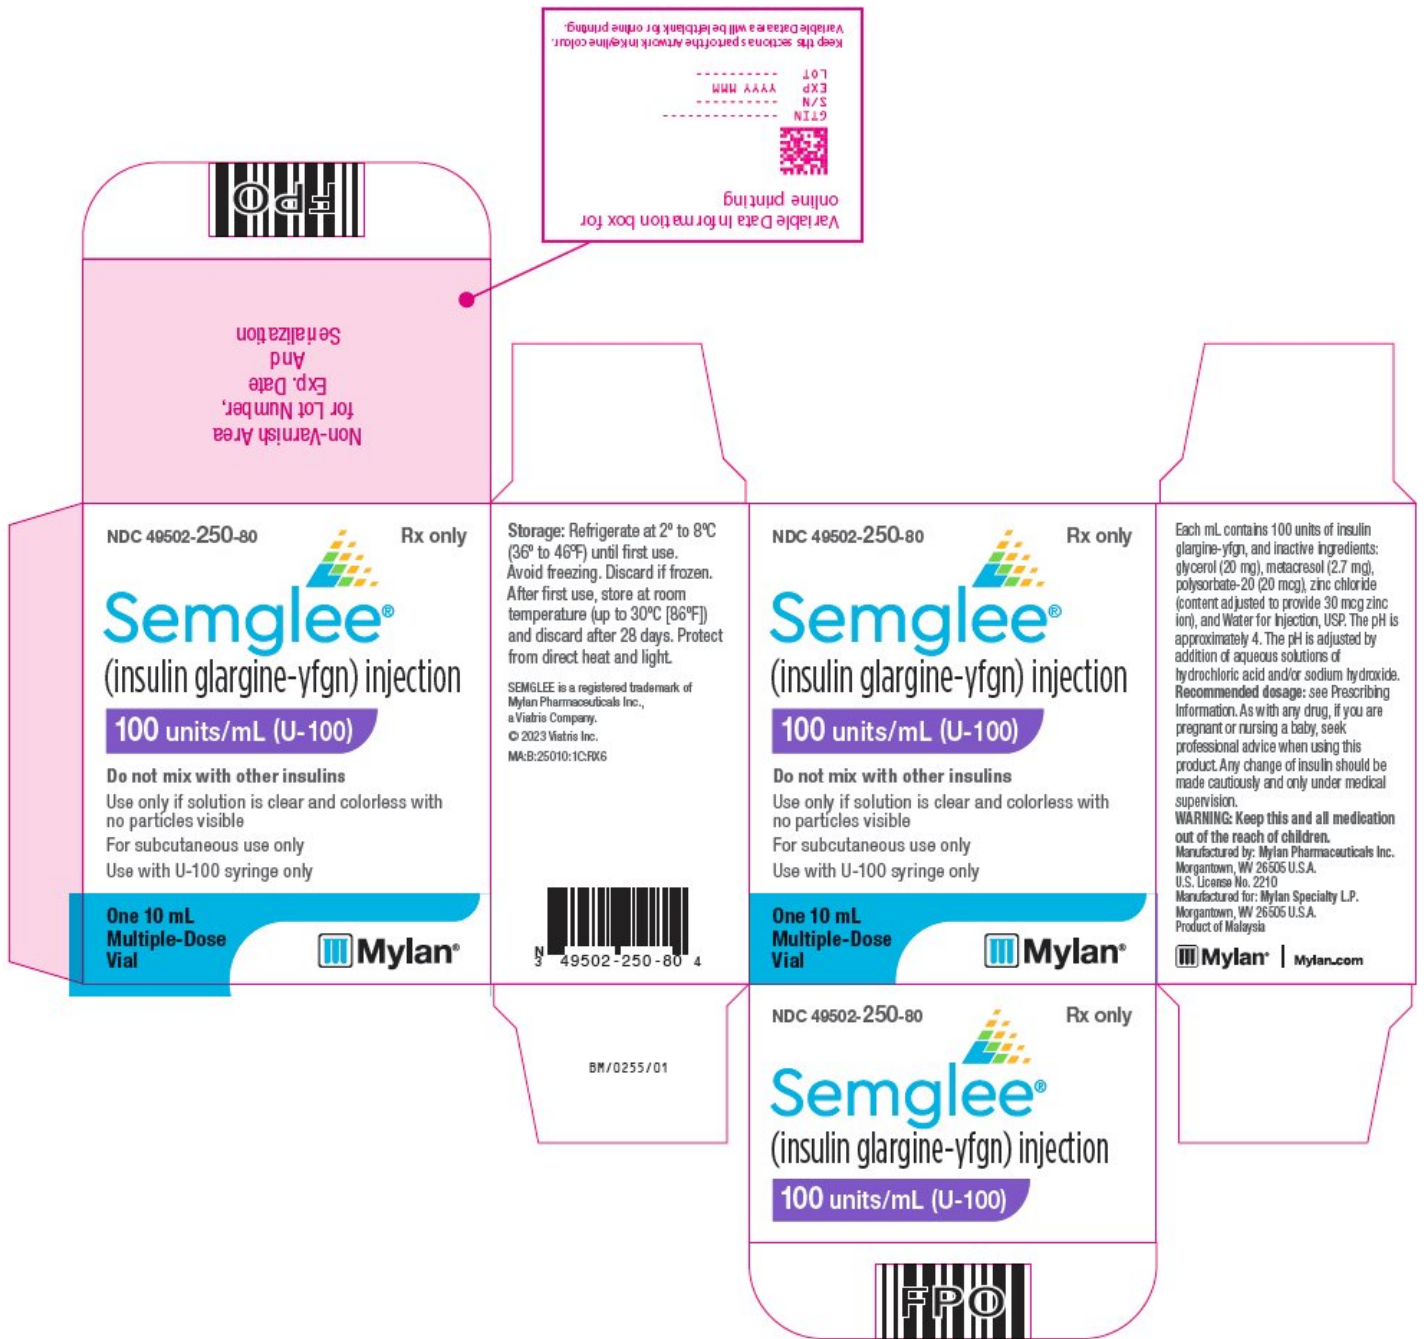 Variable Data Information box for
online printing
GTIN --------------
S/N ----------
EXP YYYY MMM
LOT ----------
Keep this section as part of the Artwork in Keyline colour.
Variable Data area will be left blank for online printing.
FPO
Non-Varnish Area
for Lot Number,
Exp. Date
And
Serialization
NDC 49502-250-80 Rx only
Semglee®
(insulin glargine-yfgn) injection
100 units/mL (U-100)
Do not mix with other insulins
Use only if solution is clear and colorless with
no particles visible
For subcutaneous use only
Use with U-100 syringe only
One 10 mL
Multiple-Dose
Vial
Mylan®
Storage: Refrigerate at 2º to 8ºC
(36º to 46ºF) until first use.
Avoid freezing. Discard if frozen.
After first use, store at room
temperature (up to 30ºC [86ºF])
and discard after 28 days. Protect
from direct heat and light.
SEMGLEE is a registered trademark of
Mylan Pharmaceuticals Inc.,
a Viatris Company.
© 2023 Viatris Inc.
MA:B:25010:1C:RX6
N
3 49502-250-80 4
BM/0255/01
NDC 49502-250-80 Rx only
Semglee®
(insulin glargine-yfgn) injection
100 units/mL (U-100)
Do not mix with other insulins
Use only if solution is clear and colorless with
no particles visible
For subcutaneous use only
Use with U-100 syringe only
One 10 mL
Multiple-Dose
Vial
Mylan®
Each mL contains 100 units of insulin
glargine-yfgn, and inactive ingredients:
glycerol (20 mg), metacresol (2.7 mg),
polysorbate-20 (20 mcg), zinc chloride
(content adjusted to provide 30 mcg zinc
ion), and Water for Injection, USP. The pH is
approximately 4. The pH is adjusted by
addition of aqueous solutions of
hydrochloric acid and/or sodium hydroxide.
Recommended dosage: see Prescribing
Information. As with any drug, if you are
pregnant or nursing a baby, seek
professional advice when using this
product. Any change of insulin should be
made cautiously and only under medical
supervision.
WARNING: Keep this and all medication
out of the reach of children.
Manufactured by: Mylan Pharmaceuticals Inc.
Morgantown, WV 26505 U.S.A.
U.S. License No. 2210
Manufactured for: Mylan Specialty L.P.
Morgantown, WV 26505 U.S.A.
Product of Malaysia
Mylan® | Mylan.com
NDC 49502-250-80 Rx only
Semglee®
(insulin glargine-yfgn) injection
100 units/mL (U-100)
FPO